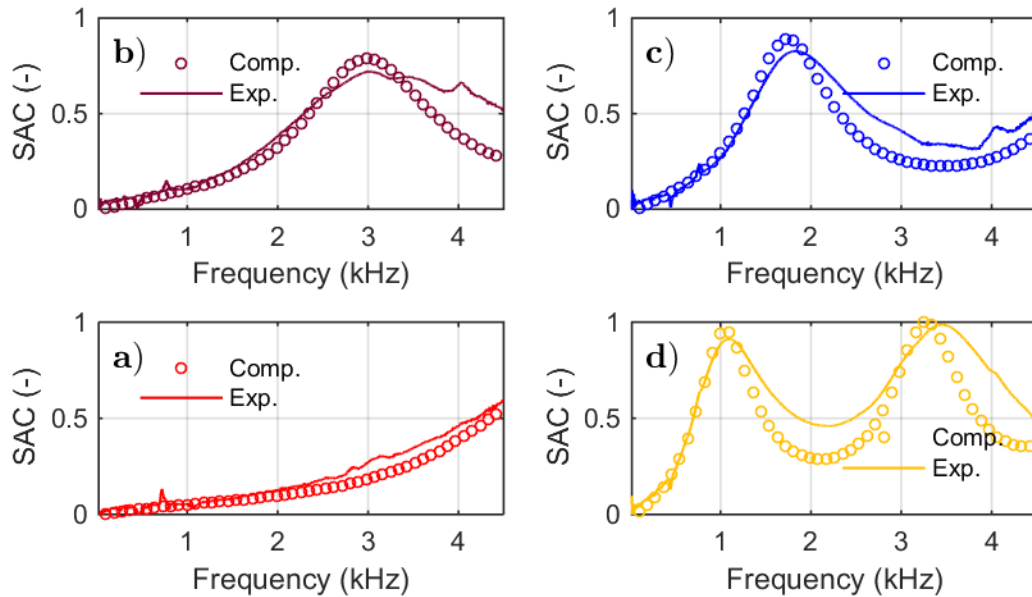 b)
Comp.
Exp.
SAC (-)
1
0.5
0
1
2
3
4
Frequency (kHz)
c)
Comp.
Exp.
SAC (-)
1
0.5
0
1
2
3
4
Frequency (kHz)
a)
Comp.
Exp.
SAC (-)
1
0.5
0
1
2
3
4
Frequency (kHz)
d)
Comp.
Exp.
SAC (-)
1
0.5
0
1
2
3
4
Frequency (kHz)